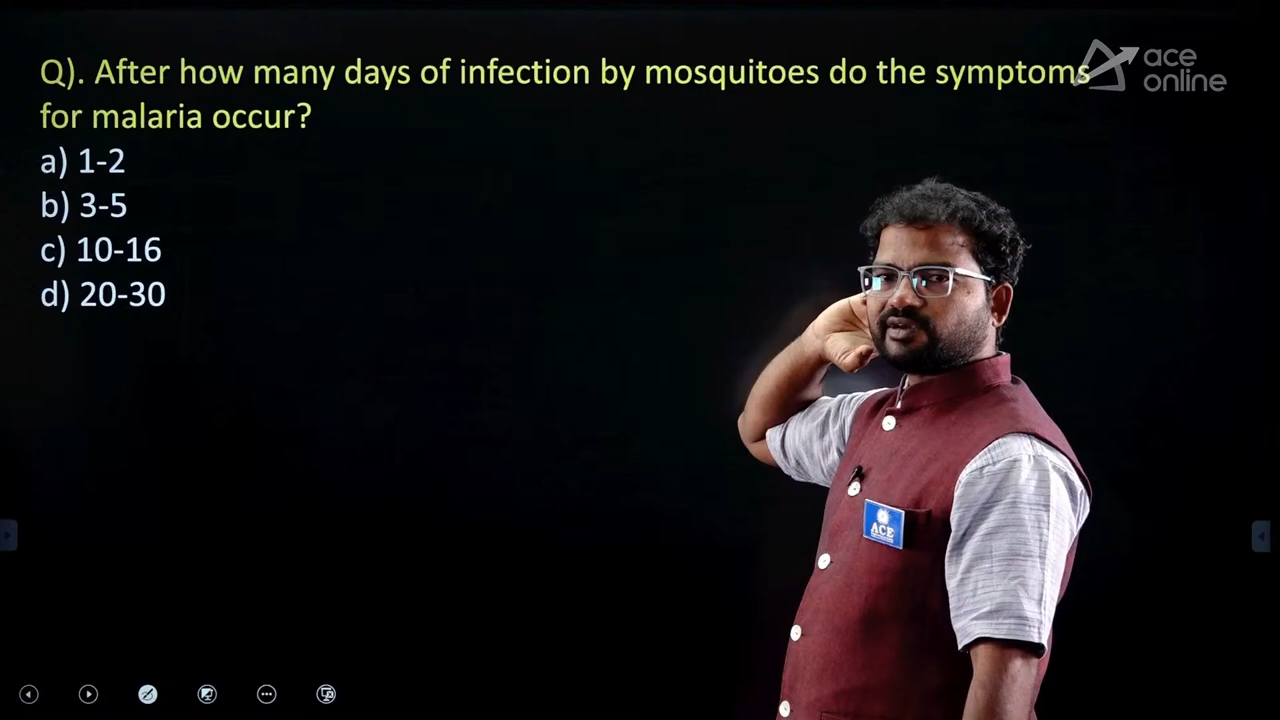 Q). After how many days of infection by mosquitoes do the symptoms
for malaria occur?
a) 1-2
b) 3-5
c) 10-16
d) 20-30
ace
online
ACE